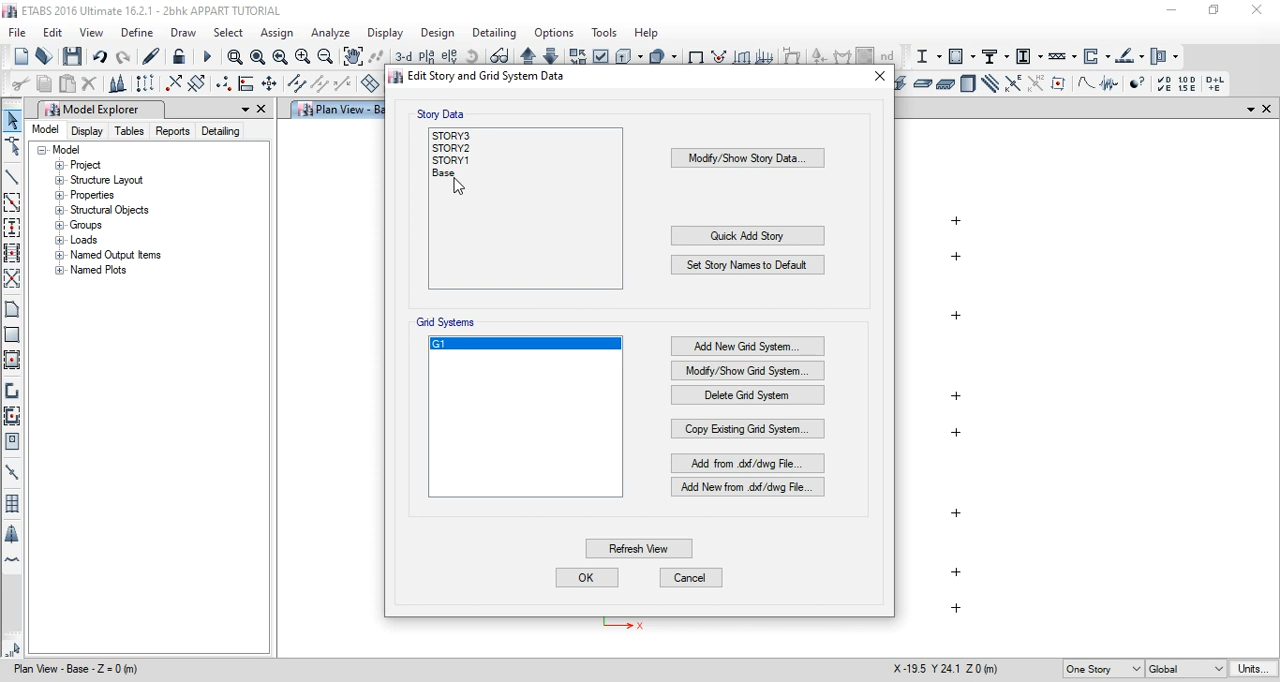 ETABS 2016 Ultimate 16.2.1 - 2bhk APPART TUTORIAL
File Edit View Define Draw Select Assign Analyze Display Design Detailing Options Tools Help
3-d pla ele nd
Model Explorer
Plan View - Ba
Model Display Tables Reports Detailing
Model
Project
Structure Layout
Properties
Structural Objects
Groups
Loads
Named Output Items
Named Plots
Edit Story and Grid System Data
Story Data
STORY3
STORY2
STORY1
Base
Modify/Show Story Data...
Quick Add Story
Set Story Names to Default
Grid Systems
G1
Add New Grid System...
Modify/Show Grid System...
Delete Grid System
Copy Existing Grid System...
Add from .dxf/dwg File...
Add New from .dxf/dwg File...
Refresh View
OK
Cancel
X
Plan View - Base - Z = 0 (m)
X -19.5 Y 24.1 Z 0 (m)
One Story
Global
Units...